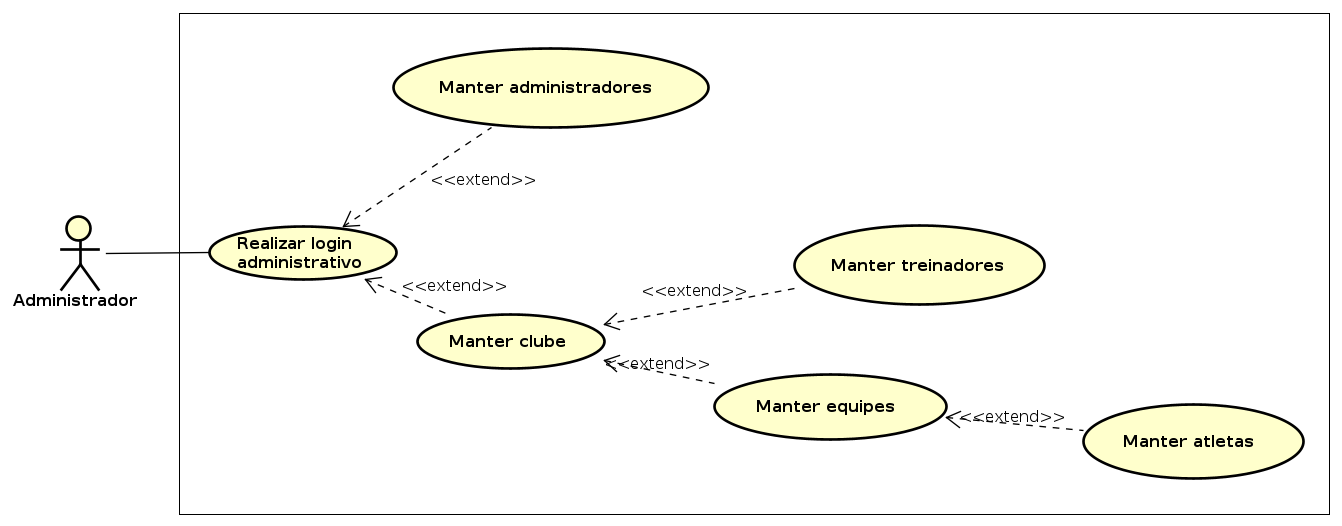 Manter administradores
<<extend>>
Realizar login
administrativo
Administrador
<<extend>>
Manter clube
<<extend>>
Manter treinadores
<<extend>>
Manter equipes
<<extend>>
Manter atletas